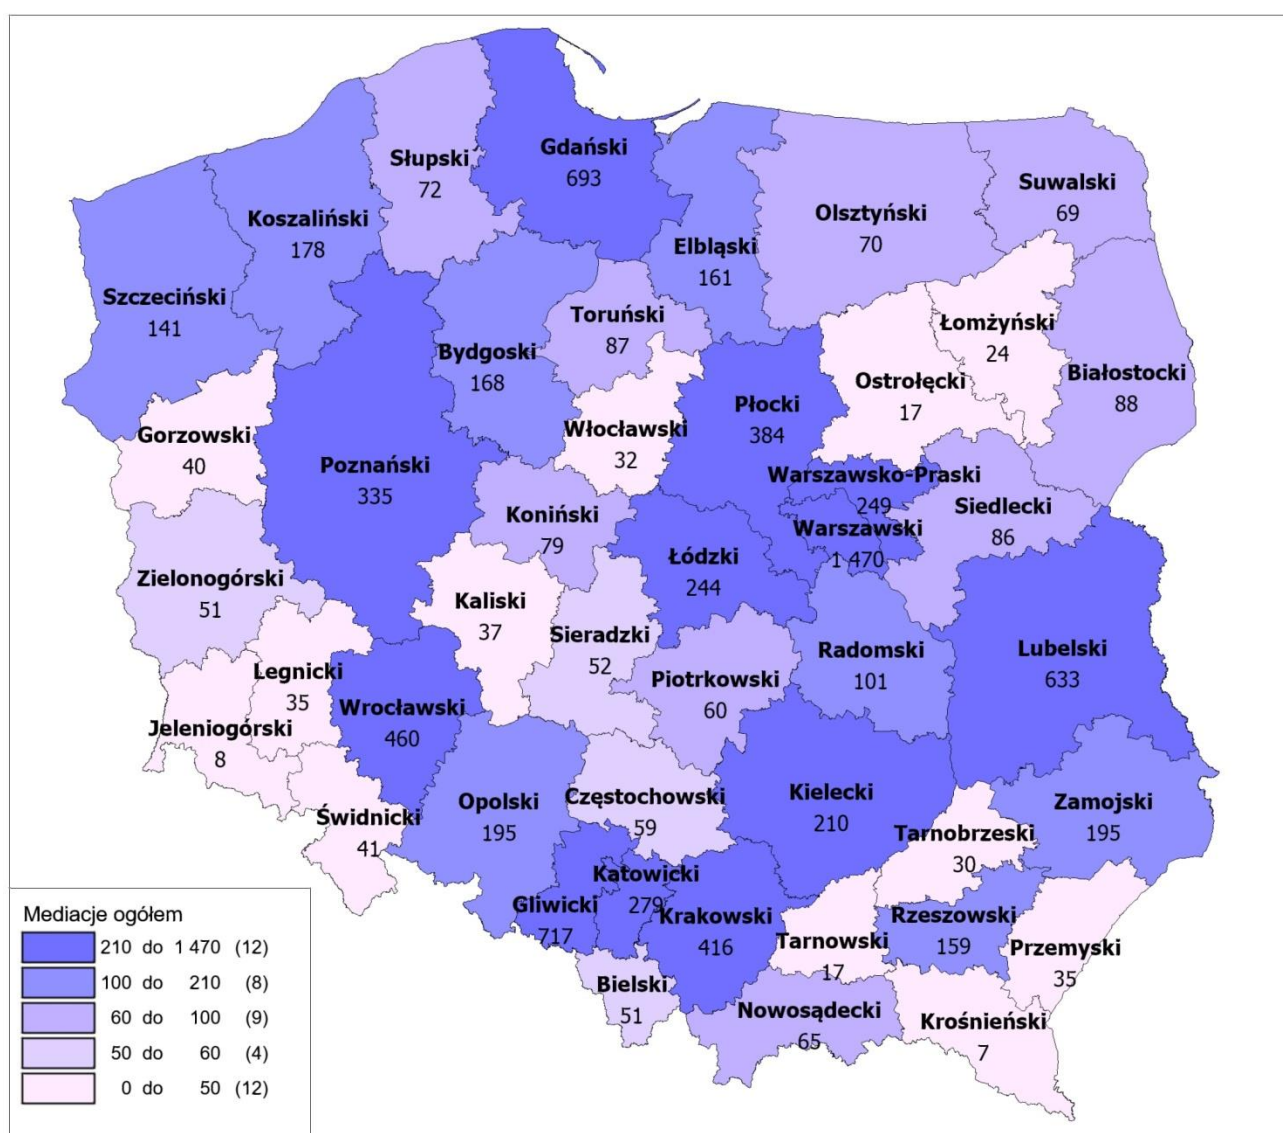 Gdański
693
Słupski
72
Suwalski
69
Koszaliński
178
Olsztyński
70
Elbląski
161
Szczeciński
141
Toruński
87
Łomżyński
24
Bydgoski
168
Białostocki
88
Ostrołęcki
17
Płocki
384
Włocławski
32
Gorzowski
40
Poznański
335
Warszawsko-Praski
249
Siedlecki
86
Koniński
79
Warszawski
1 470
Łódzki
244
Zielonogórski
51
Kaliski
37
Sieradzki
52
Radomski
101
Lubelski
633
Legnicki
35
Piotrkowski
60
Wrocławski
460
Jeleniogórski
8
Kielecki
210
Częstochowski
59
Opolski
195
Zamojski
195
Świdnicki
41
Tarnobrzeski
30
Katowicki
279
Gliwicki
717
Krakowski
416
Rzeszowski
159
Tarnowski
17
Przemyski
35
Bielski
51
Nowosądecki
65
Krośnieński
7
Mediacje ogółem
210 do 1 470 (12)
100 do 210 (8)
60 do 100 (9)
50 do 60 (4)
0 do 50 (12)